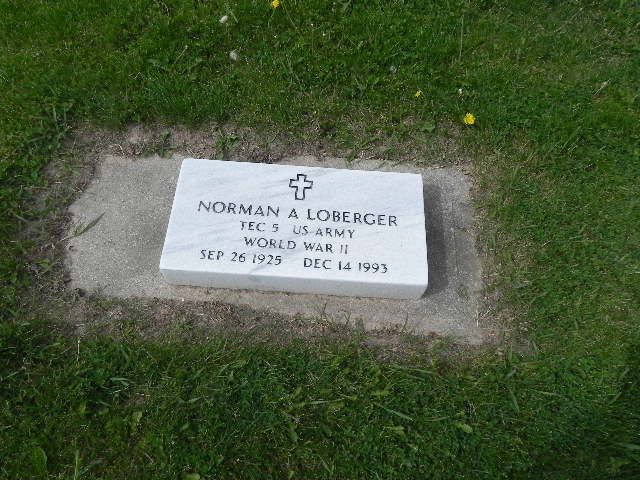 NORMAN A LOBERGER
TEC 5 US ARMY
WORLD WAR II
SEP 26 1925 DEC 14 1993